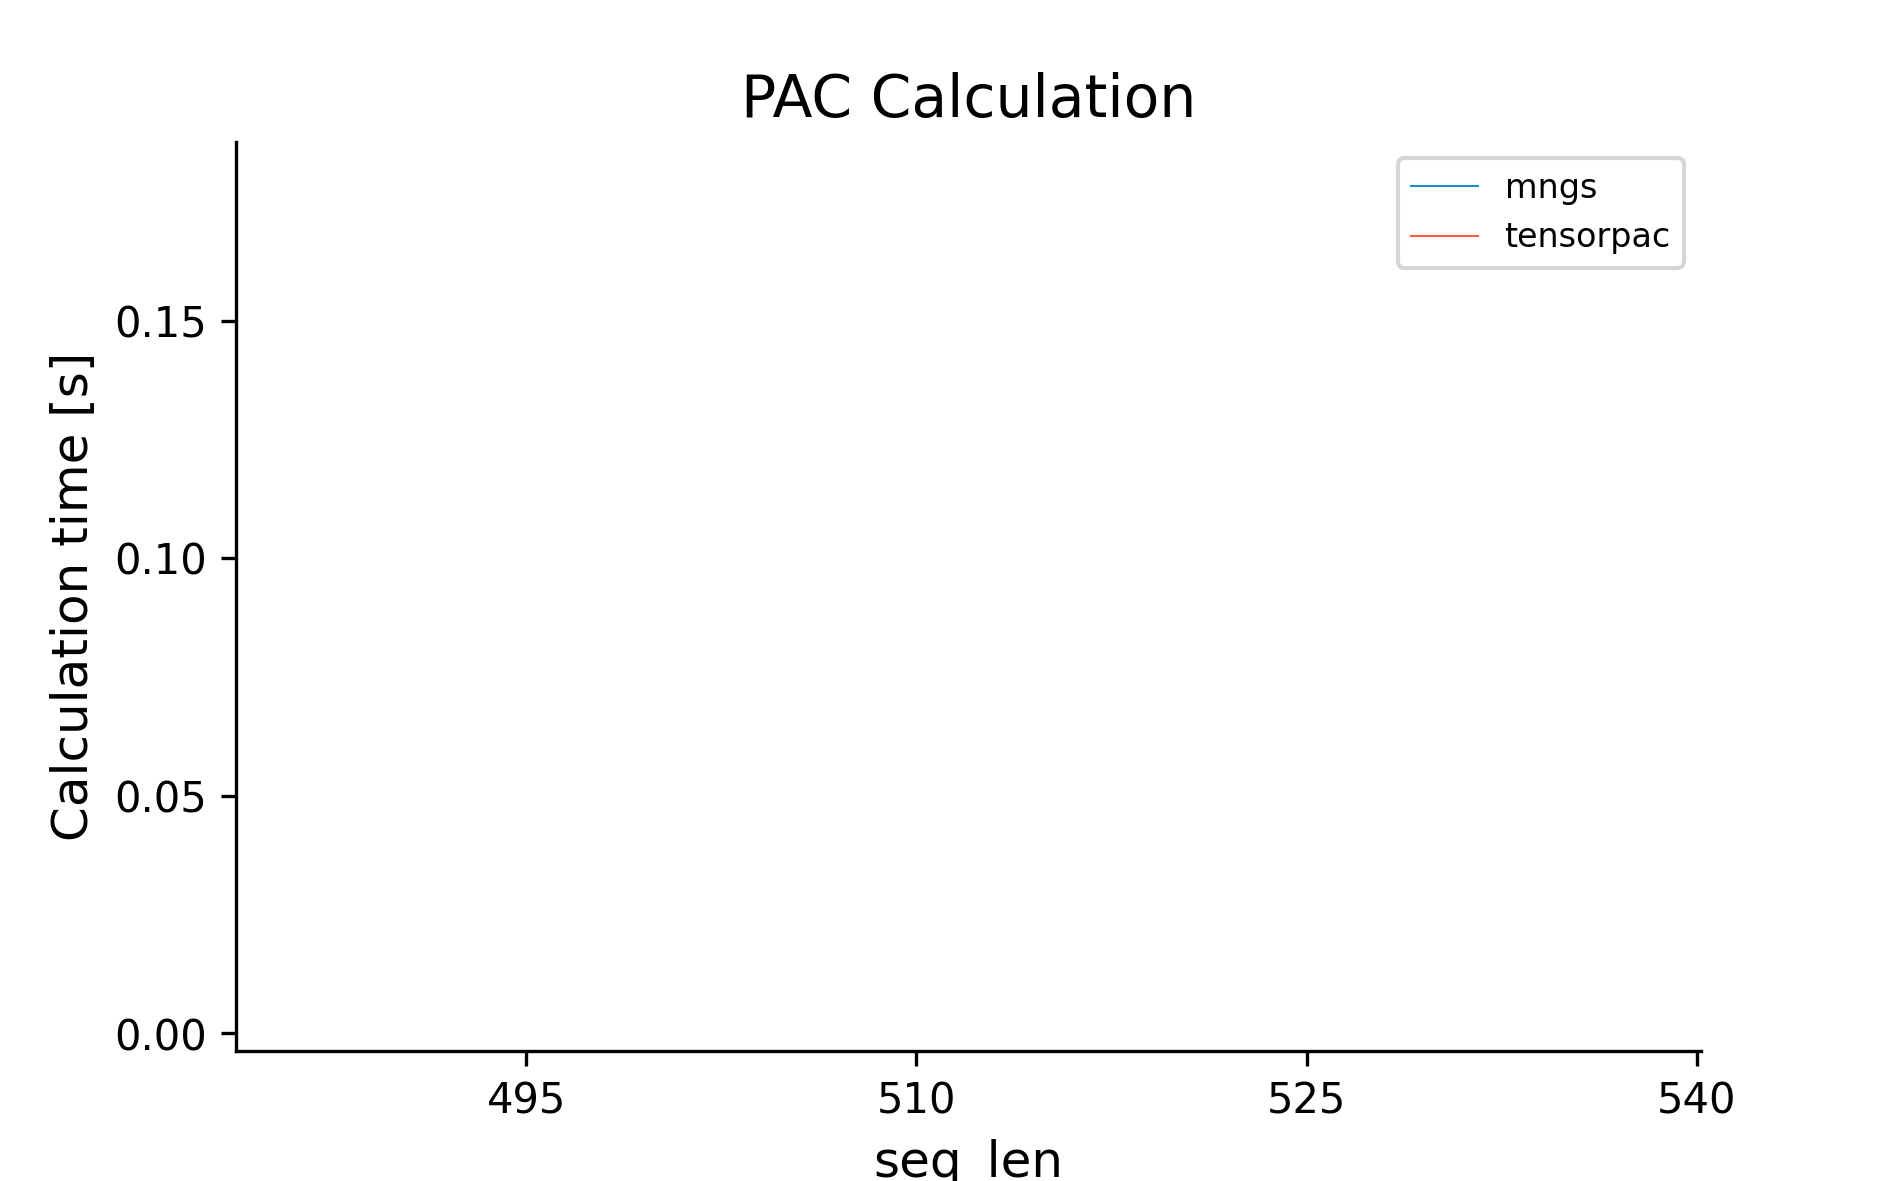 PAC Calculation
mngs
tensorpac
Calculation time [s]
0.15
0.10
0.05
0.00
495 510 525 540
seq_len